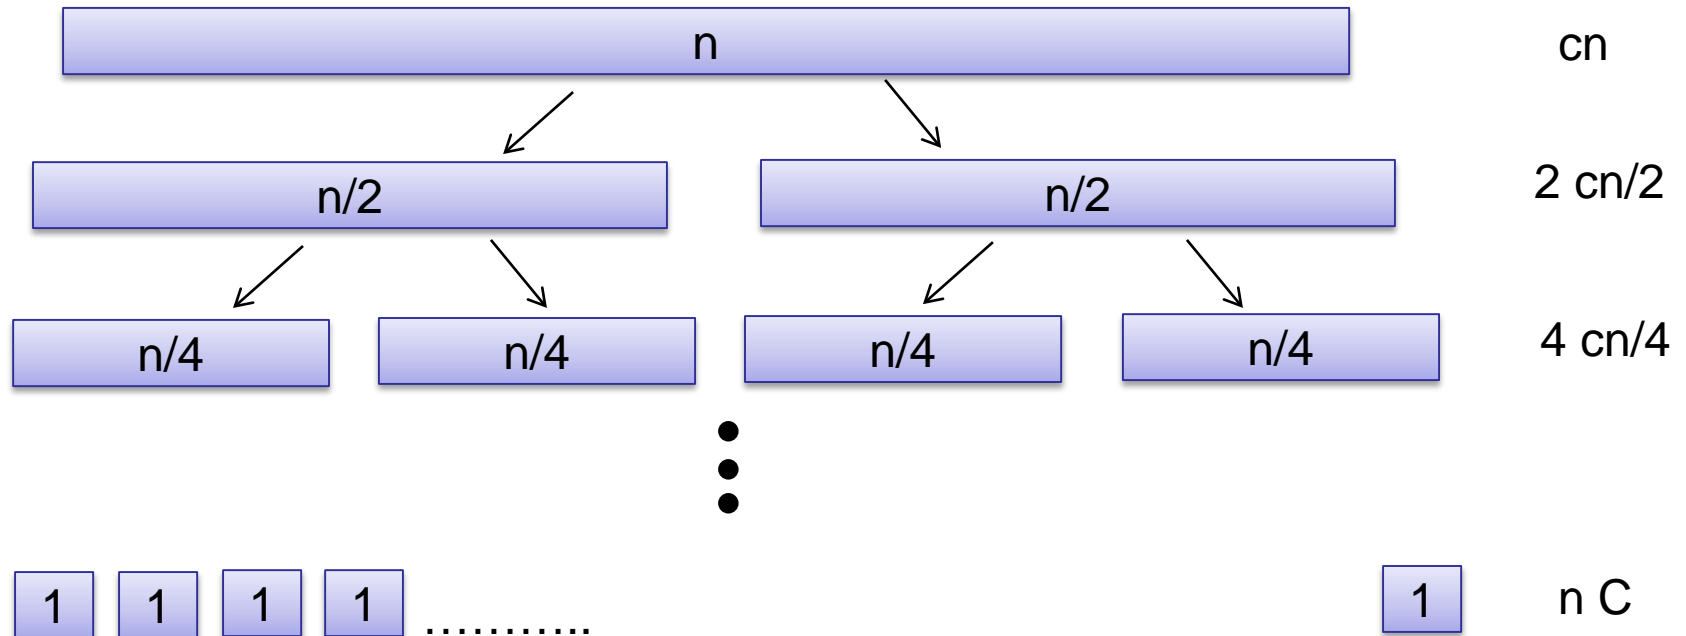 n cn
n/2 n/2 2 cn/2
n/4 n/4 n/4 n/4 4 cn/4
1 1 1 1 ........... 1 n C